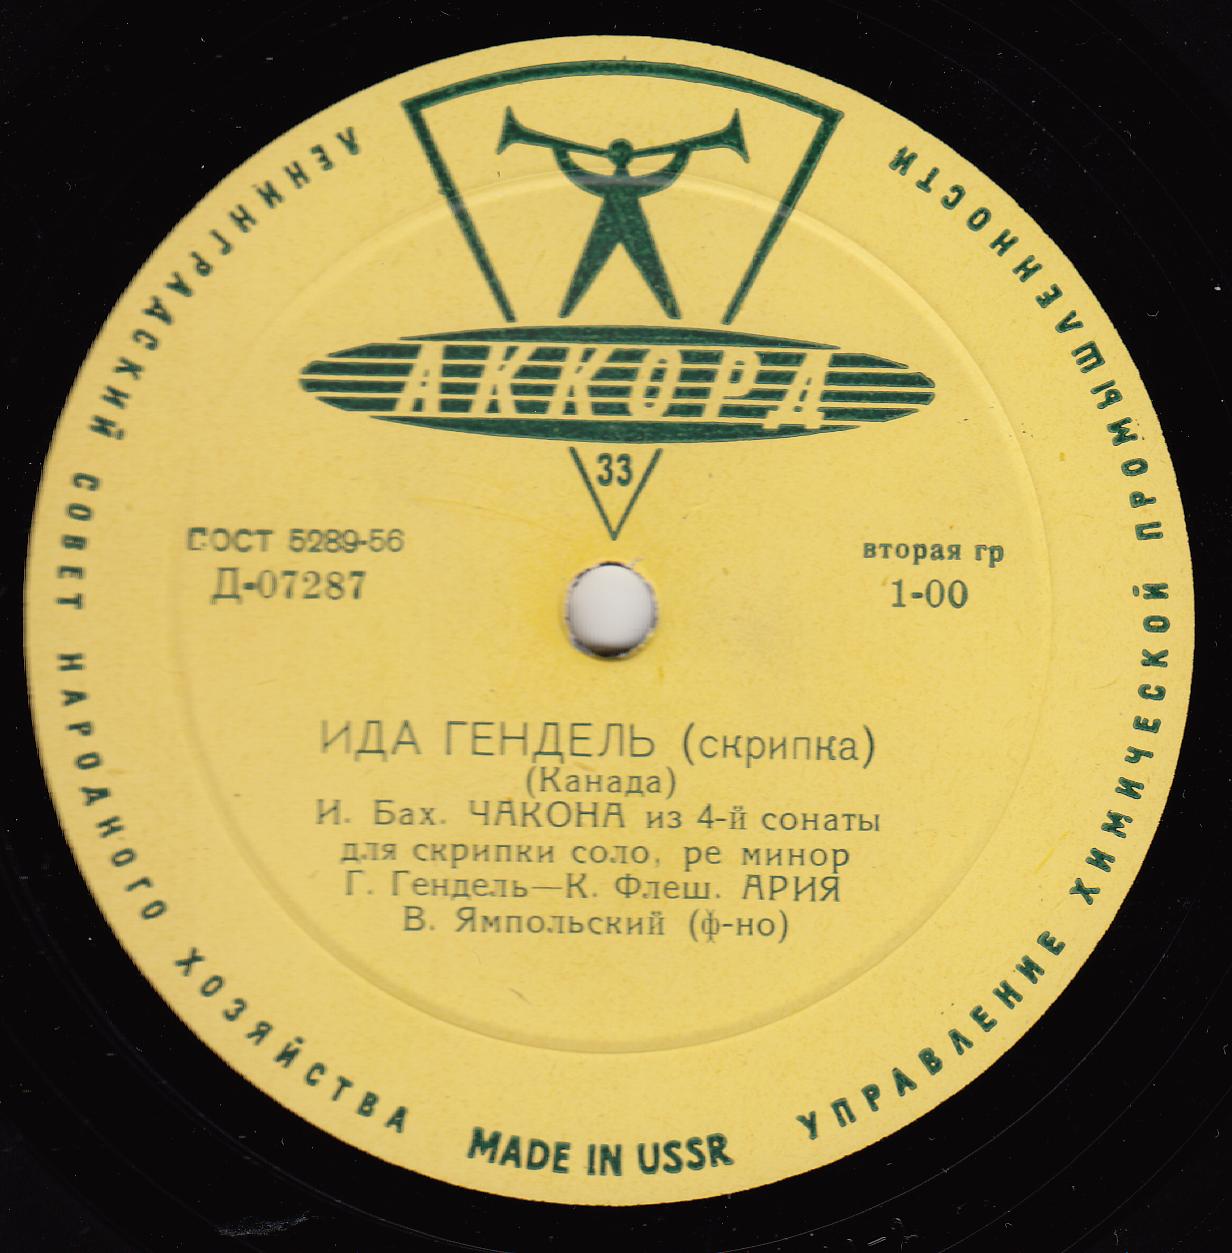 ЛЕНИНГРАДСКИЙ СОВЕТ НАРОДНОГО ХОЗЯЙСТВА
УПРАВЛЕНИЕ ХИМИЧЕСКОЙ ПРОМЫШЛЕННОСТИ
АККОРД
33
ГОСТ 5289-56
Д-07287
вторая гр
1-00
ИДА ГЕНДЕЛЬ (скрипка)
(Канада)
И. Бах. ЧАКОНА из 4-й сонаты
для скрипки соло, ре минор
Г. Гендель—К. Флеш. АРИЯ
В. Ямпольский (ф-но)
MADE IN USSR